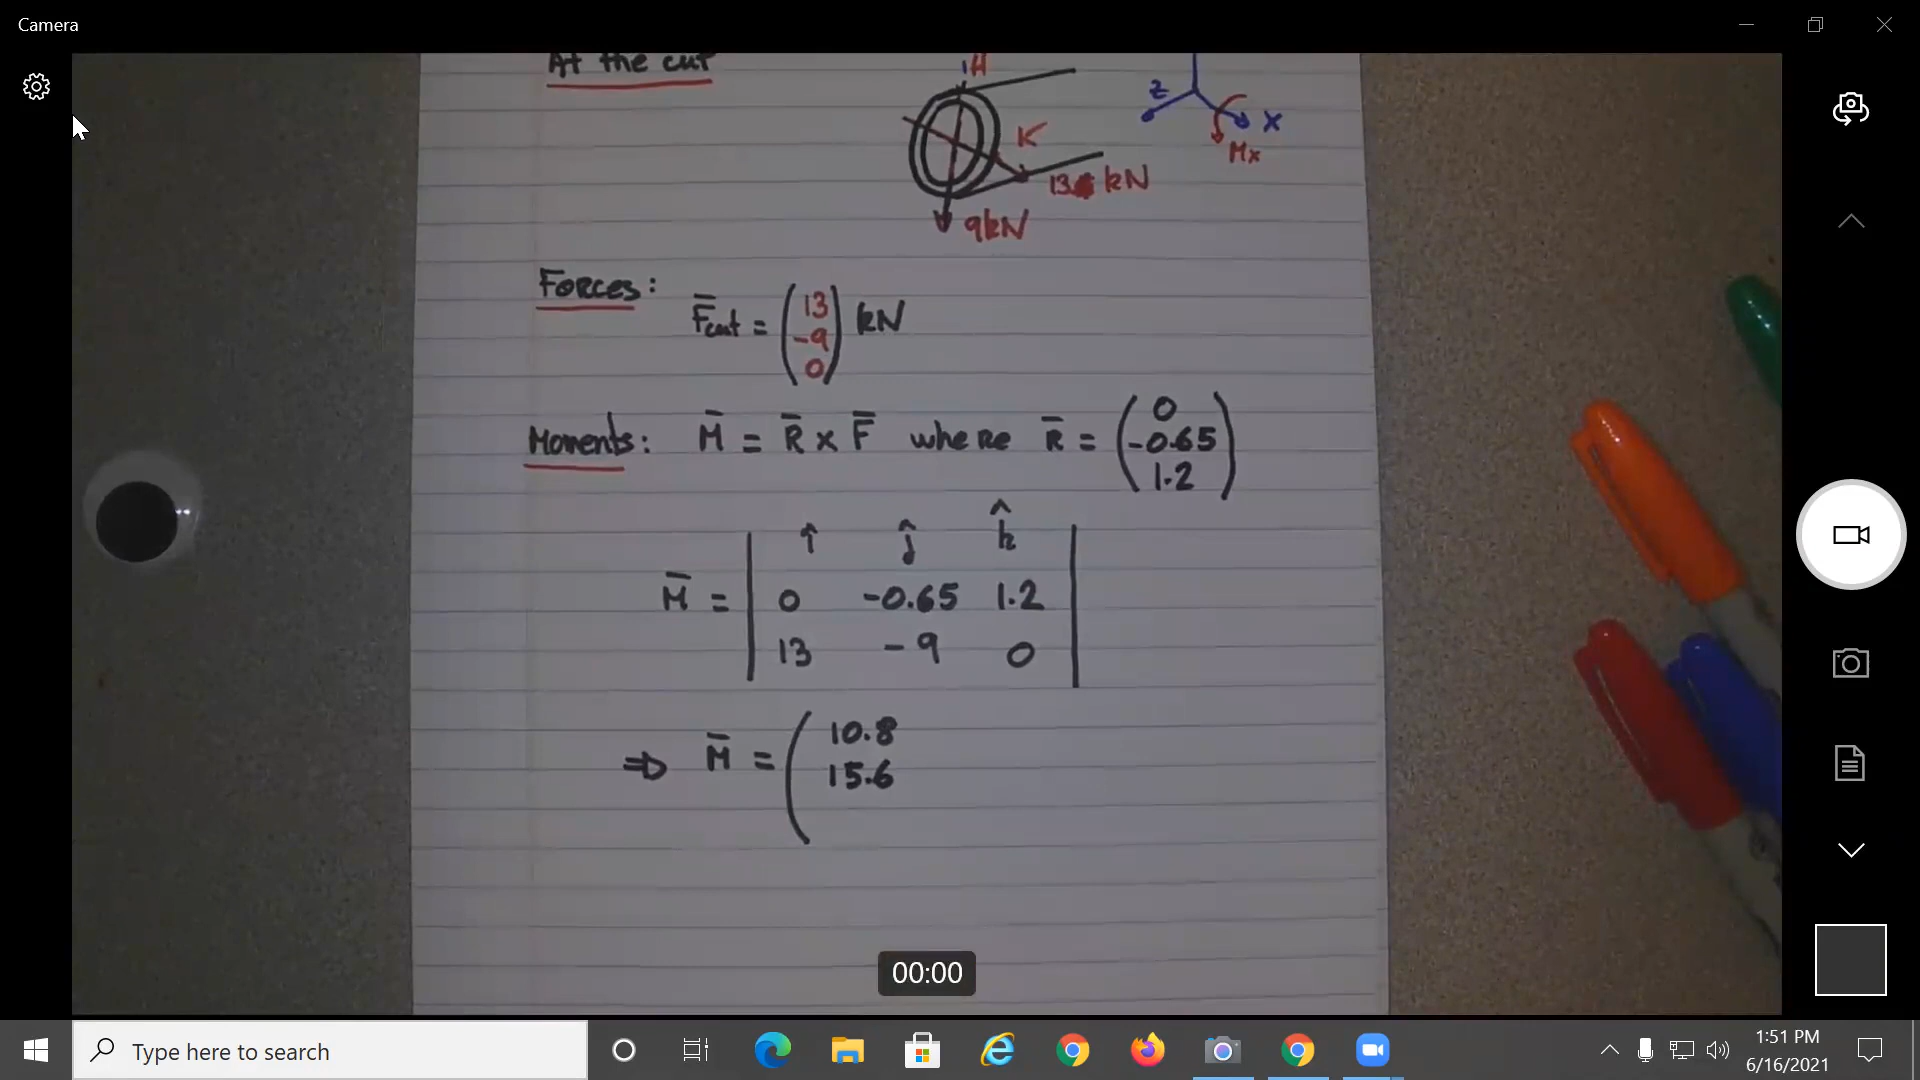 Camera
At the cut
H
Z
X
Mx
K
13 kN
9kN
Forces: F̄cut = (13 -9 0) kN
Moments: M̄ = R̄ x F̄ where R̄ = (0 -0.65 1.2)
M̄ = | î ĵ k̂
0 -0.65 1.2
13 -9 0 |
⇒ M̄ = ( 10.8
15.6
00:00
Type here to search
1:51 PM
6/16/2021